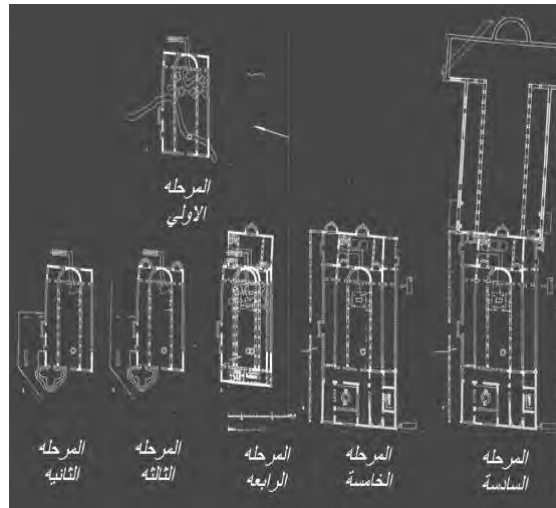 المرحله
الاولي
المرحله
الثانيه
المرحله
الثالثه
المرحله
الرابعه
المرحله
الخامسة
المرحله
السادسة